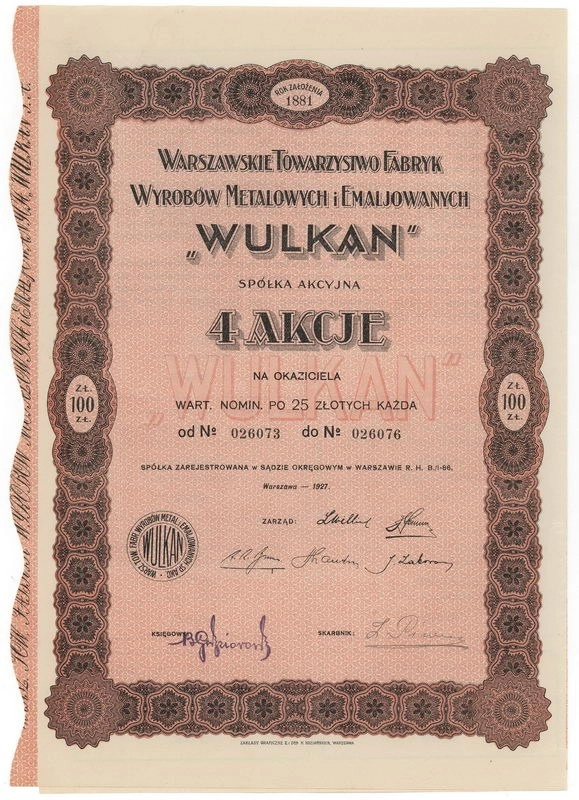 ROK ZAŁOŻENIA
1881
WARSZAWSKIE TOWARZYSTWO FABRYK
WYROBÓW METALOWYCH i EMALJOWANYCH
„WULKAN”
SPÓŁKA AKCYJNA
4 AKCJE
„WULKAN”
NA OKAZICIELA
WART. NOMIN. PO 25 ZŁOTYCH KAŻDA
od № 026073 do № 026076
ZŁ. 100 ZŁ.
ZŁ. 100 ZŁ.
SPÓŁKA ZAREJESTROWANA w SĄDZIE OKRĘGOWYM w WARSZAWIE R. H. B./I-66.
Warszawa — 1927.
ZARZĄD:
WULKAN
KSIĘGOWY
SKARBNIK: